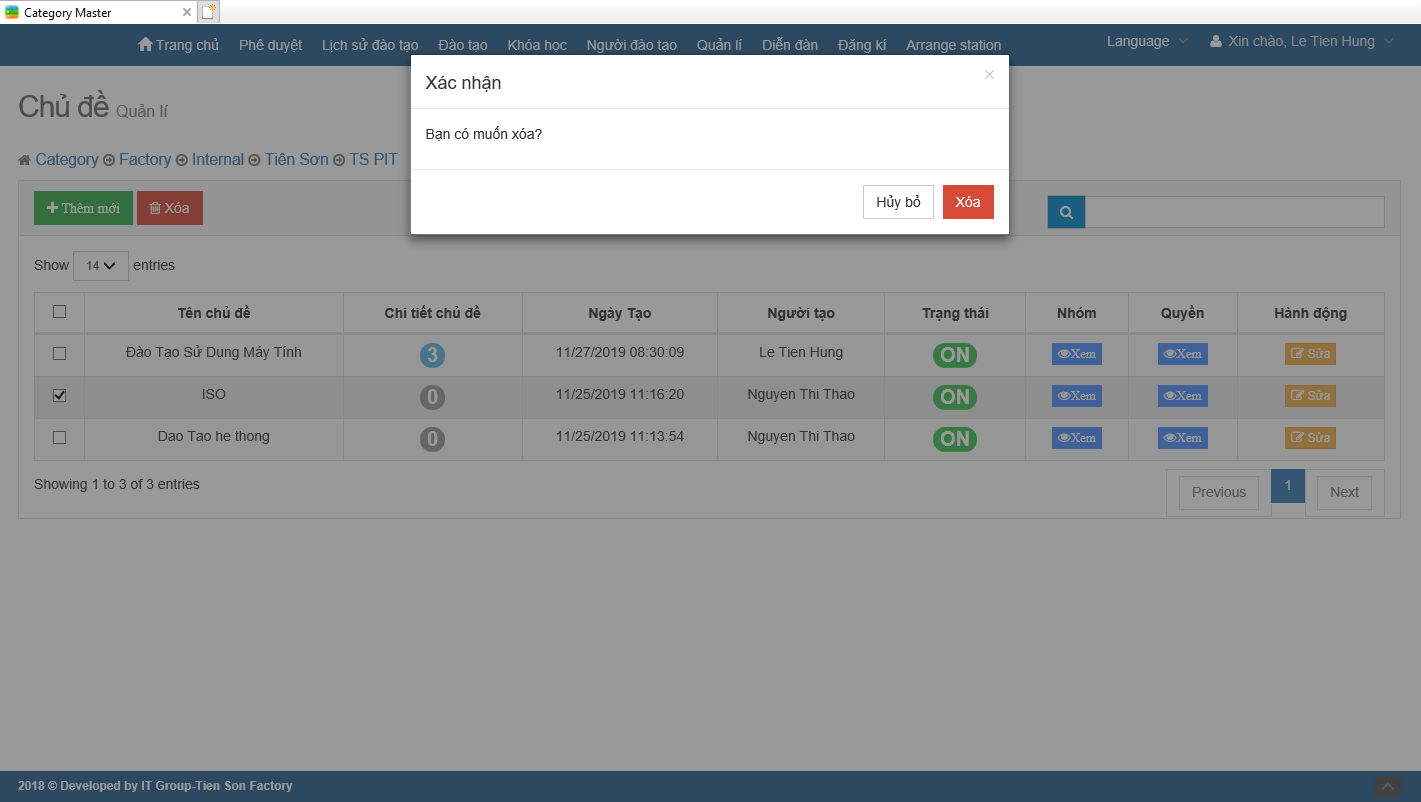 Category Master
Trang chủ Phê duyệt Lịch sử đào tạo Đào tạo Khóa học Người đào tạo Quản lí Diễn đàn Đăng kí Arrange station Language Xin chào, Le Tien Hung
Xác nhận ×
Chủ đề Quản lí
Bạn có muốn xóa?
Category Factory Internal Tiên Sơn TS PIT
Hủy bỏ Xóa
Thêm mới Xóa
Show 14 entries
Tên chủ đề Chi tiết chủ đề Ngày Tạo Người tạo Trạng thái Nhóm Quyền Hành động
Đào Tạo Sử Dụng Máy Tính 3 11/27/2019 08:30:09 Le Tien Hung ON Xem Xem Sửa
ISO 0 11/25/2019 11:16:20 Nguyen Thi Thao ON Xem Xem Sửa
Dao Tao he thong 0 11/25/2019 11:13:54 Nguyen Thi Thao ON Xem Xem Sửa
Showing 1 to 3 of 3 entries Previous 1 Next
2018 © Developed by IT Group-Tien Son Factory